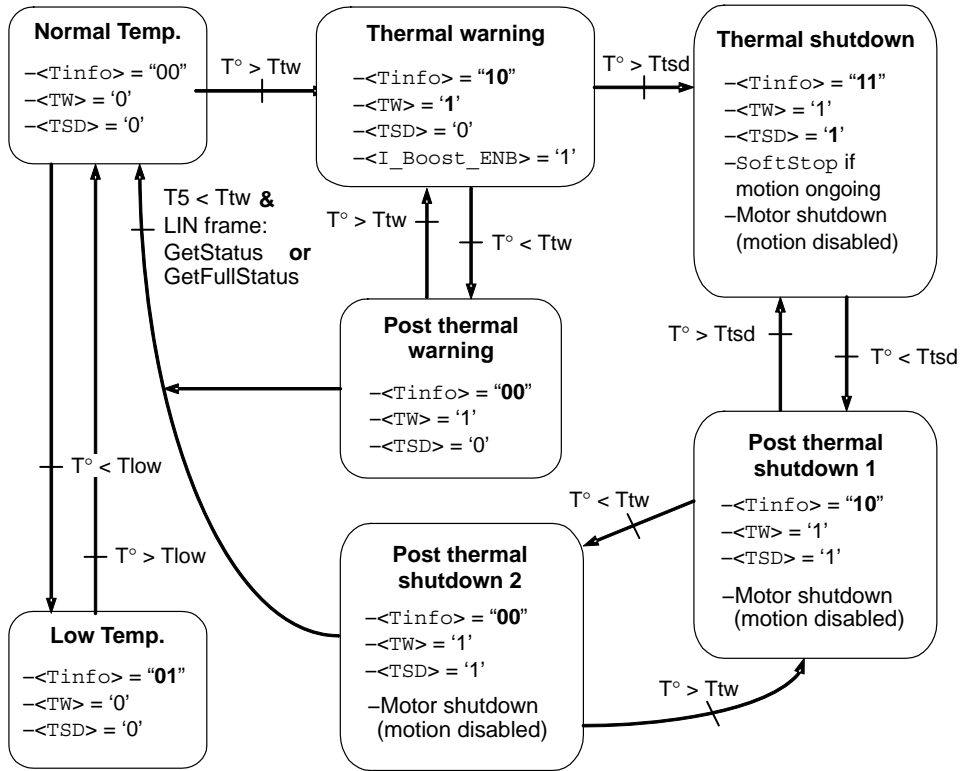 Normal Temp.
–<Tinfo> = “00”
–<TW> = ‘0’
–<TSD> = ‘0’
T° > Ttw
Thermal warning
–<Tinfo> = “10”
–<TW> = ‘1’
–<TSD> = ‘0’
–<I_Boost_ENB> = ‘1’
T° > Ttsd
Thermal shutdown
–<Tinfo> = “11”
–<TW> = ‘1’
–<TSD> = ‘1’
–SoftStop if
motion ongoing
–Motor shutdown
(motion disabled)
T5 < Ttw &
LIN frame:
GetStatus or
GetFullStatus
T° > Ttw
T° < Ttw
Post thermal
warning
–<Tinfo> = “00”
–<TW> = ‘1’
–<TSD> = ‘0’
T° > Ttsd
T° < Ttsd
Post thermal
shutdown 1
–<Tinfo> = “10”
–<TW> = ‘1’
–<TSD> = ‘1’
–Motor shutdown
(motion disabled)
T° < Tlow
T° > Tlow
T° < Ttw
Post thermal
shutdown 2
–<Tinfo> = “00”
–<TW> = ‘1’
–<TSD> = ‘1’
–Motor shutdown
(motion disabled)
T° > Ttw
Low Temp.
–<Tinfo> = “01”
–<TW> = ‘0’
–<TSD> = ‘0’